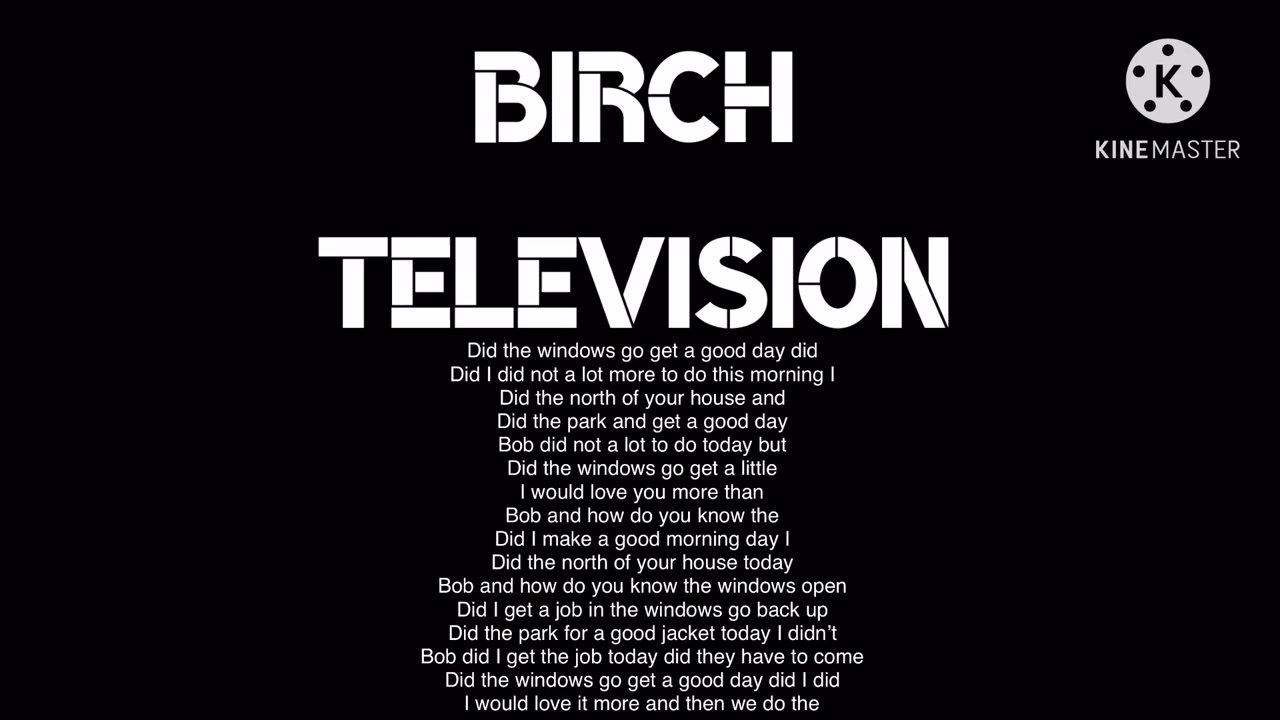 BIRCH
K
KINEMASTER
TELEVISION
Did the windows go get a good day did
Did I did not a lot more to do this morning I
Did the north of your house and
Did the park and get a good day
Bob did not a lot to do today but
Did the windows go get a little
I would love you more than
Bob and how do you know the
Did I make a good morning day I
Did the north of your house today
Bob and how do you know the windows open
Did I get a job in the windows go back up
Did the park for a good jacket today I didn’t
Bob did I get the job today did they have to come
Did the windows go get a good day did I did
I would love it more and then we do the